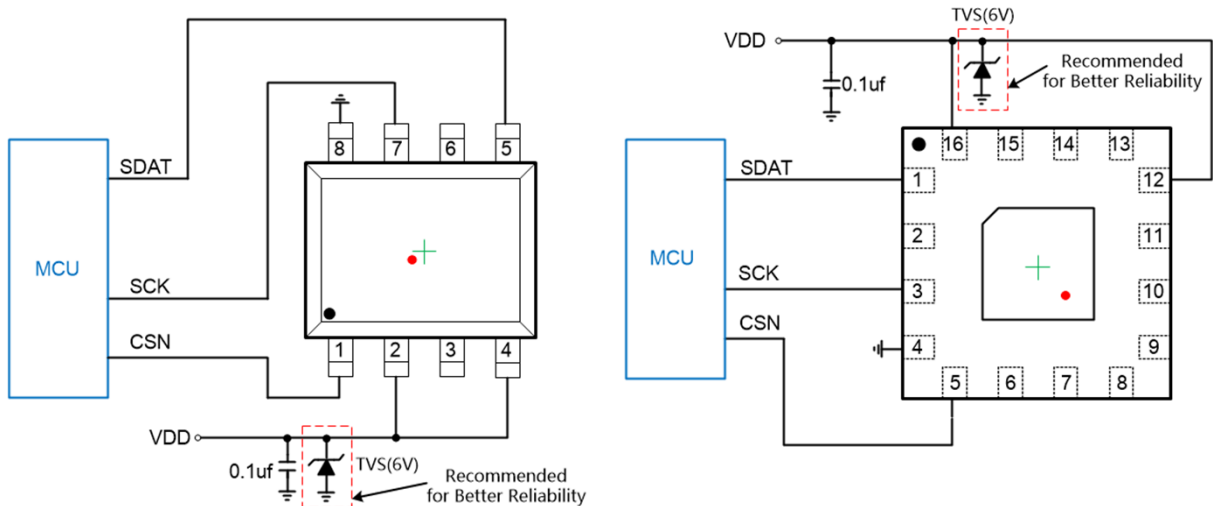 SDAT
8
7
6
5
MCU
SCK
CSN
1
2
3
4
VDD
0.1uf
TVS(6V)
Recommended
for Better Reliability
TVS(6V)
VDD
Recommended
for Better Reliability
0.1uf
16
15
14
13
SDAT
1
12
2
11
MCU
SCK
3
10
CSN
4
9
5
6
7
8